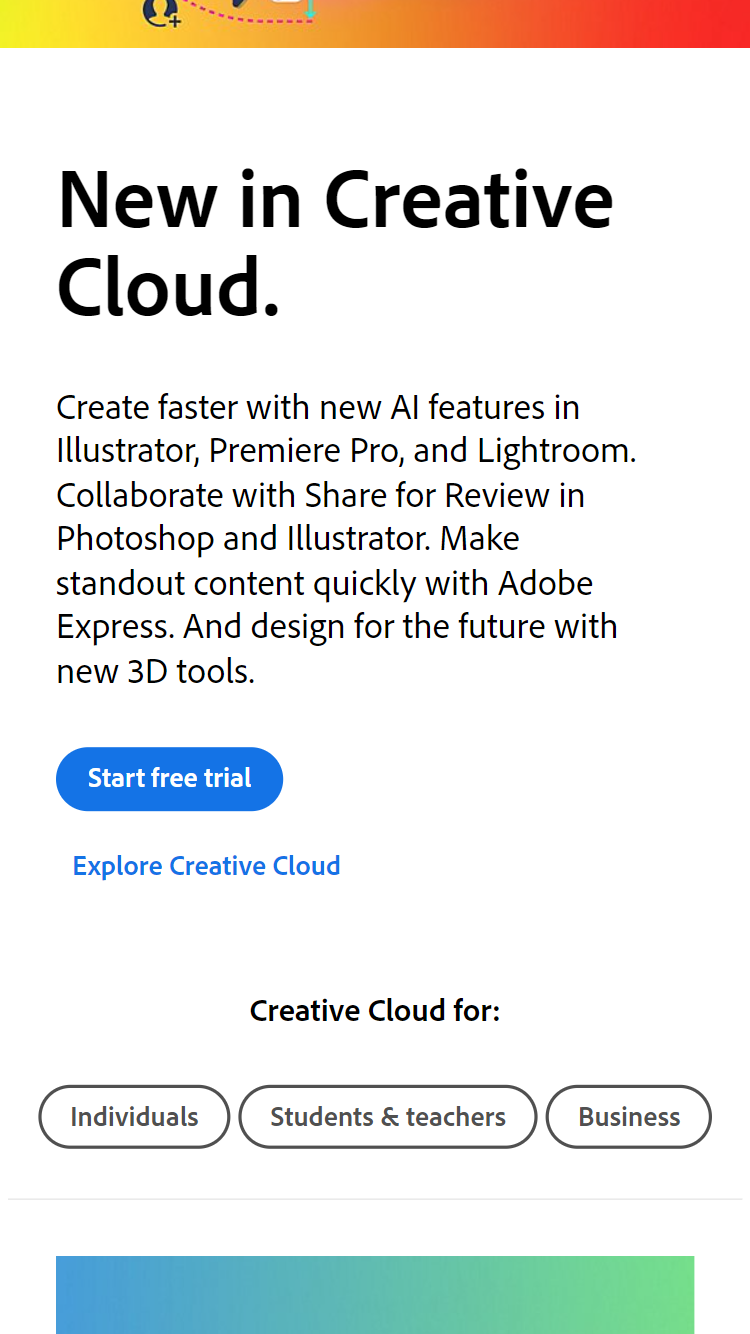 New in Creative
Cloud.
Create faster with new AI features in
Illustrator, Premiere Pro, and Lightroom.
Collaborate with Share for Review in
Photoshop and Illustrator. Make
standout content quickly with Adobe
Express. And design for the future with
new 3D tools.
Start free trial
Explore Creative Cloud
Creative Cloud for:
Individuals
Students & teachers
Business